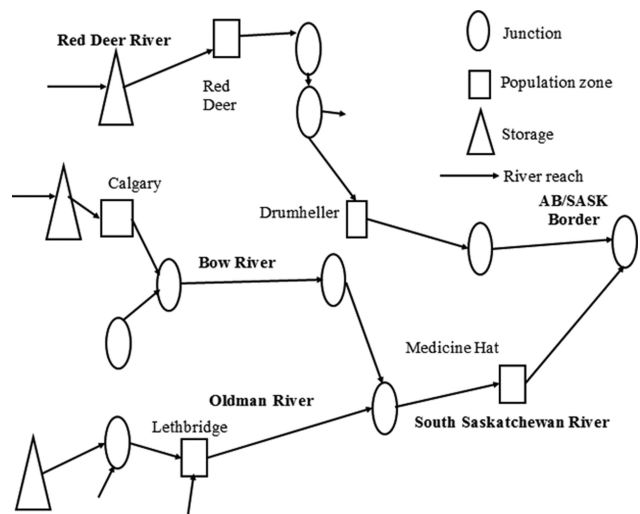 Red Deer River
Red
Deer
Junction
Population zone
Storage
River reach
Calgary
Drumheller
AB/SASK
Border
Bow River
Medicine Hat
Oldman River
South Saskatchewan River
Lethbridge